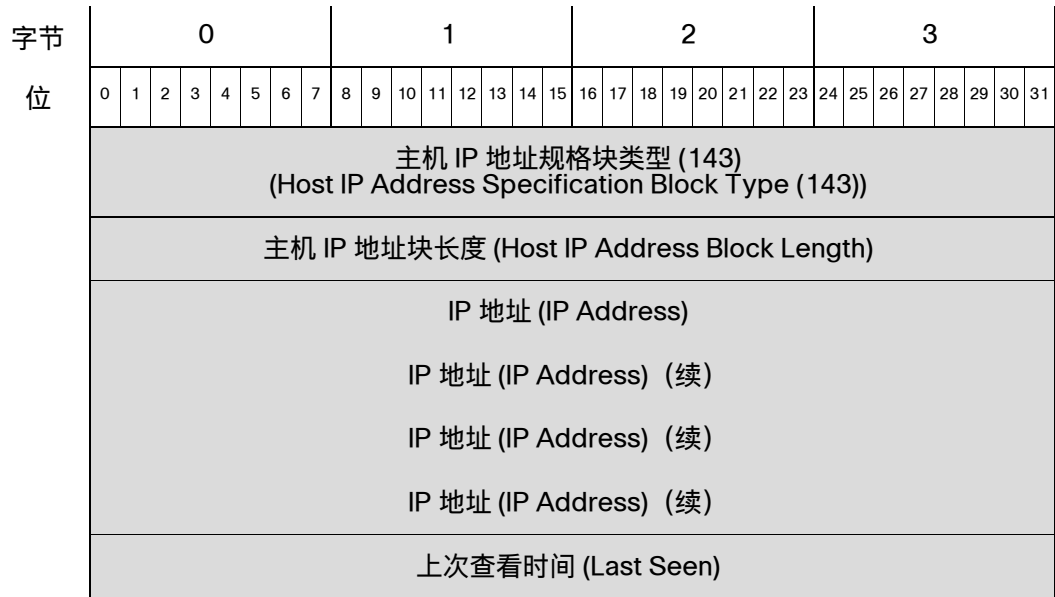 字节 0 1 2 3
位 0 1 2 3 4 5 6 7 8 9 10 11 12 13 14 15 16 17 18 19 20 21 22 23 24 25 26 27 28 29 30 31
主机 IP 地址规格块类型 (143)
(Host IP Address Specification Block Type (143))
主机 IP 地址块长度 (Host IP Address Block Length)
IP 地址 (IP Address)
IP 地址 (IP Address)（续）
IP 地址 (IP Address)（续）
IP 地址 (IP Address)（续）
上次查看时间 (Last Seen)